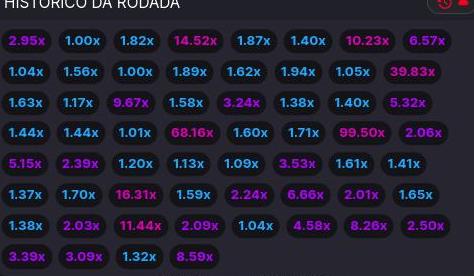 HISTÓRICO DA RODADA
2.95x 1.00x 1.82x 14.52x 1.87x 1.40x 10.23x 6.57x
1.04x 1.56x 1.00x 1.89x 1.62x 1.94x 1.05x 39.83x
1.63x 1.17x 9.67x 1.58x 3.24x 1.38x 1.40x 5.32x
1.44x 1.44x 1.01x 68.16x 1.60x 1.71x 99.50x 2.06x
5.15x 2.39x 1.20x 1.13x 1.09x 3.53x 1.61x 1.41x
1.37x 1.70x 16.31x 1.59x 2.24x 6.66x 2.01x 1.65x
1.38x 2.03x 11.44x 2.09x 1.04x 4.58x 8.26x 2.50x
3.39x 3.09x 1.32x 8.59x